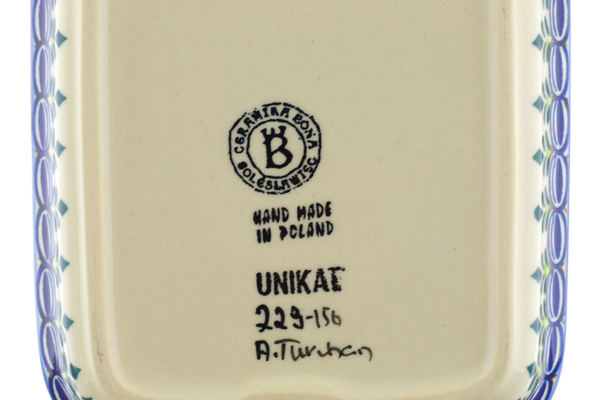 CERAMIKA BONA
BOLESŁAWIEC
B
HAND MADE
IN POLAND
UNIKAT
229-156
A.Turchan